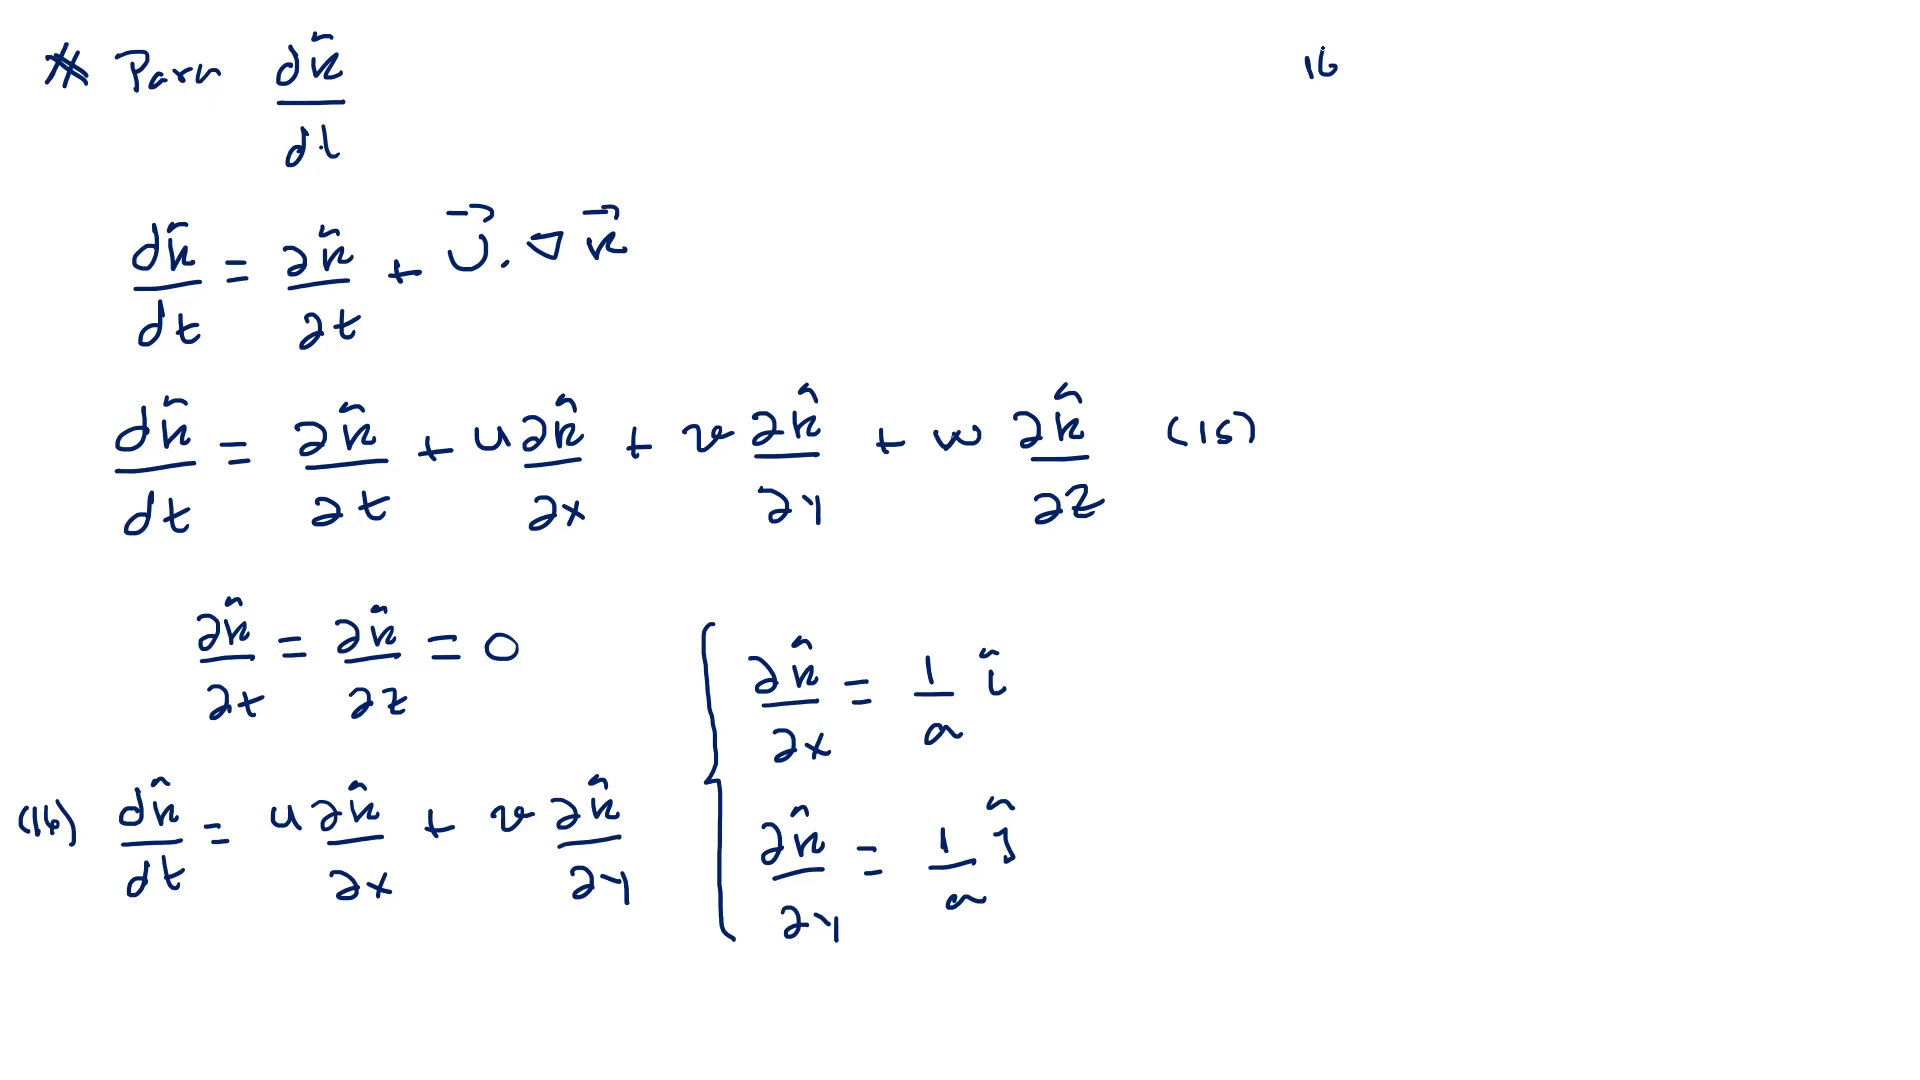 * Para dk̂/dt
16
dk̂/dt = ∂k̂/∂t + U⃗ . ∇ k⃗
dk̂/dt = ∂k̂/∂t + u ∂k̂/∂x + v ∂k̂/∂y + w ∂k̂/∂z (15)
∂k̂/∂t = ∂k̂/∂z = 0
∂k̂/∂x = 1/a î
(16) dk̂/dt = u ∂k̂/∂x + v ∂k̂/∂y
∂k̂/∂y = 1/a ĵ